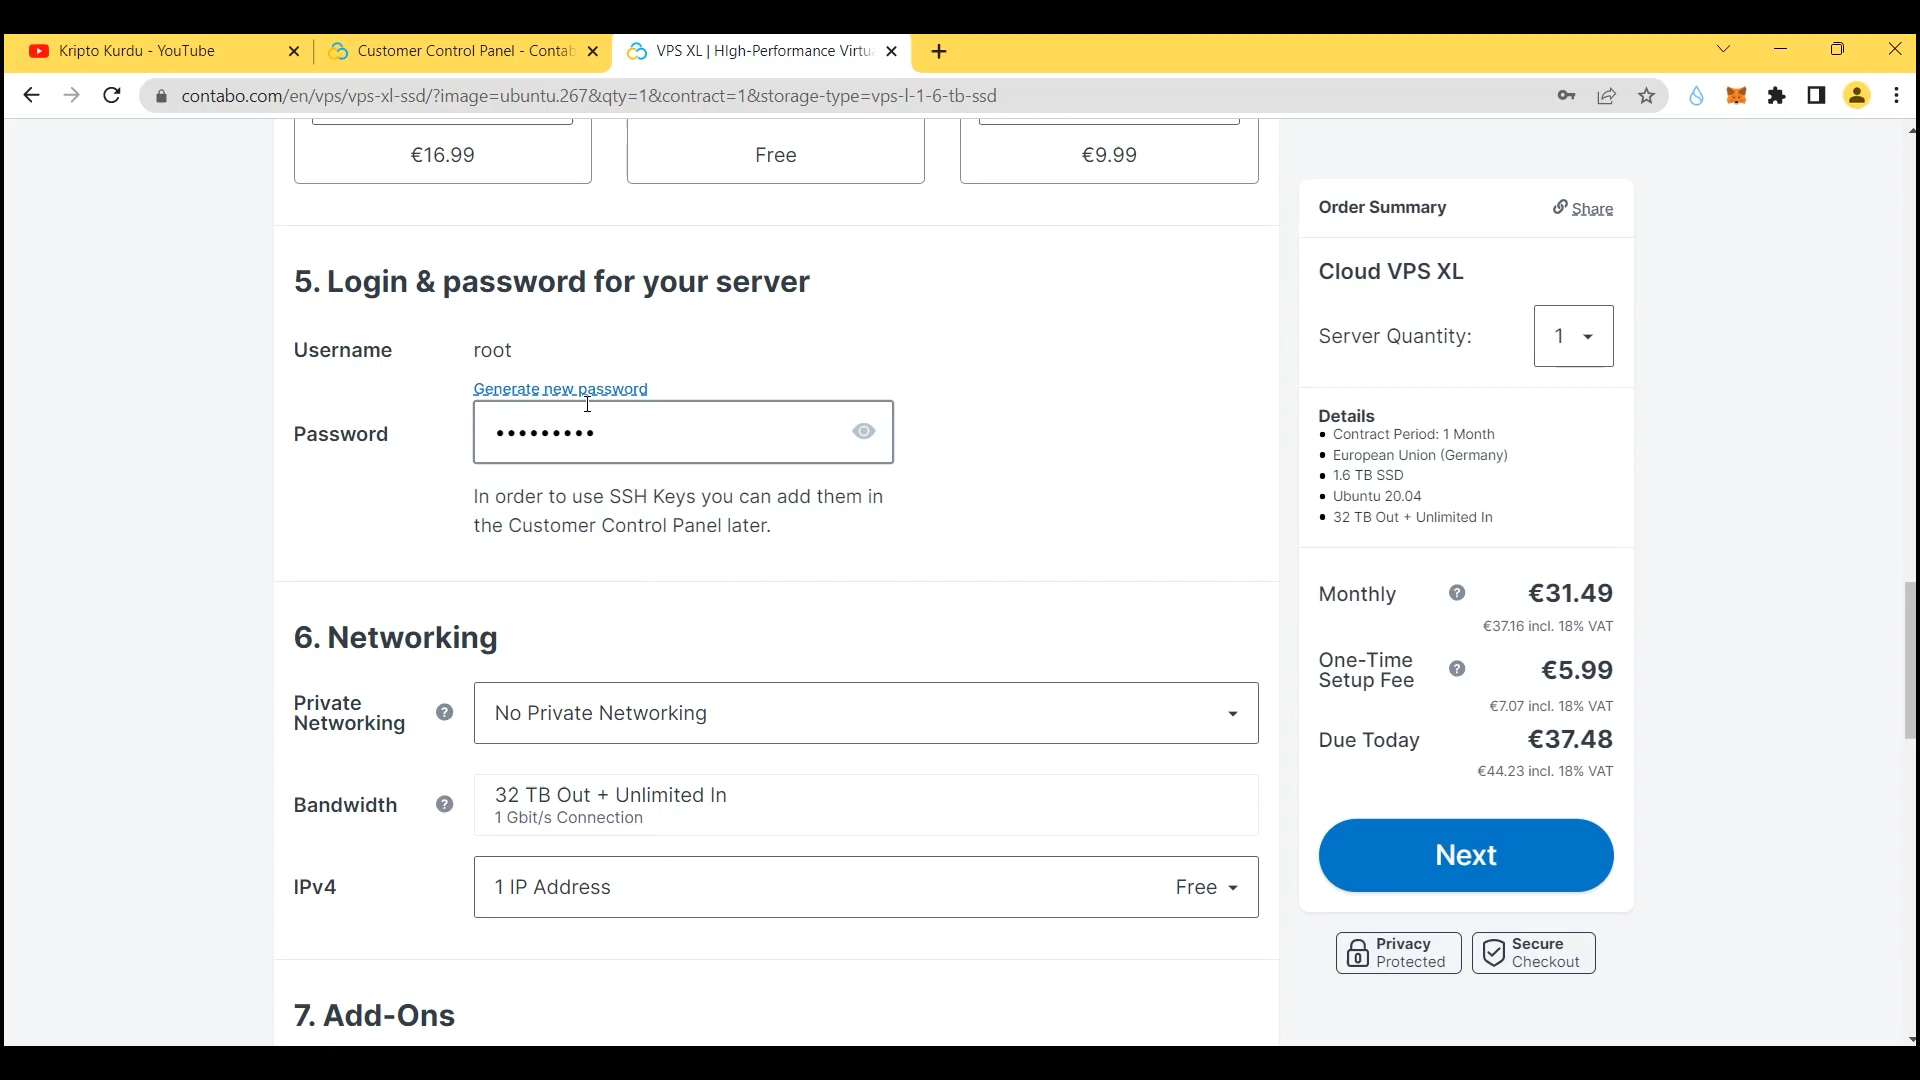 Kripto Kurdu - YouTube
Customer Control Panel - Contab
VPS XL | HIgh-Performance Virtu
contabo.com/en/vps/vps-xl-ssd/?image=ubuntu.267&qty=1&contract=1&storage-type=vps-l-1-6-tb-ssd
€16.99
Free
€9.99
5. Login & password for your server
Username
root
Generate new password
Password
•••••••••
In order to use SSH Keys you can add them in
the Customer Control Panel later.
6. Networking
Private
Networking
?
No Private Networking
Bandwidth
?
32 TB Out + Unlimited In
1 Gbit/s Connection
IPv4
1 IP Address
Free
7. Add-Ons
Order Summary
Share
Cloud VPS XL
Server Quantity:
1
Details
• Contract Period: 1 Month
• European Union (Germany)
• 1.6 TB SSD
• Ubuntu 20.04
• 32 TB Out + Unlimited In
Monthly
?
€31.49
€37.16 incl. 18% VAT
One-Time
Setup Fee
?
€5.99
€7.07 incl. 18% VAT
Due Today
€37.48
€44.23 incl. 18% VAT
Next
Privacy
Protected
Secure
Checkout